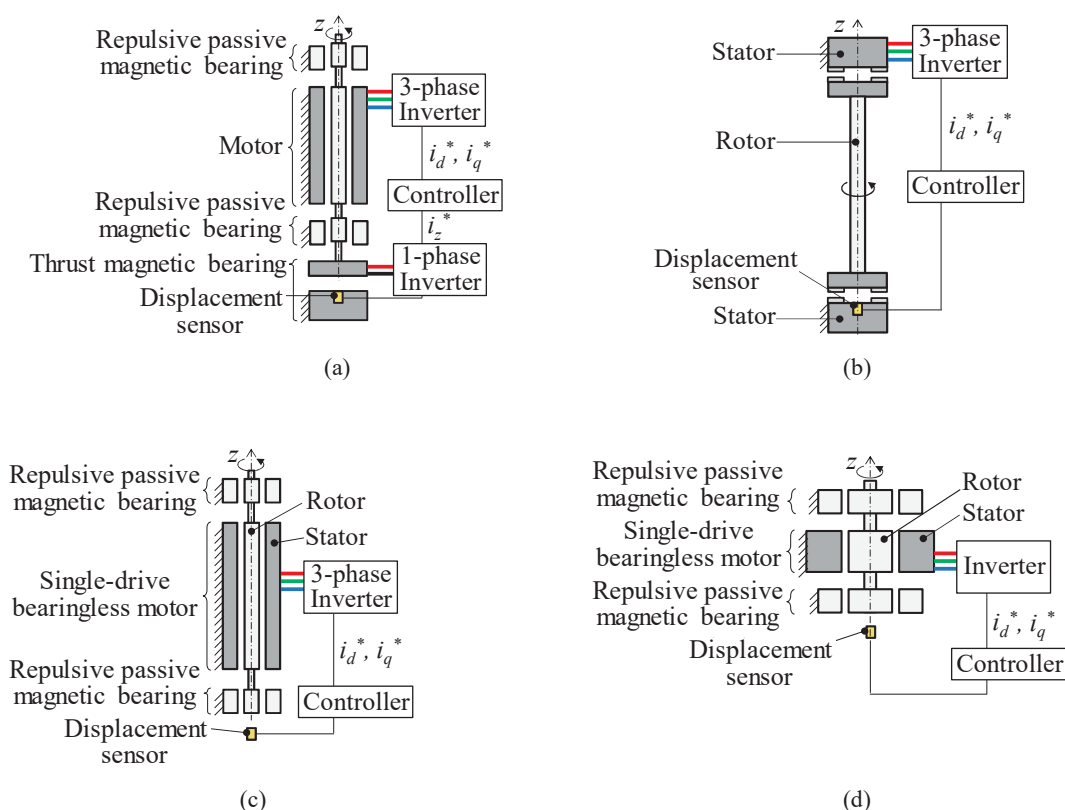 z
Repulsive passive
magnetic bearing
3-phase
Inverter
Motor
i_d^*, i_q^*
Controller
Repulsive passive
magnetic bearing
i_z^*
Thrust magnetic bearing
1-phase
Inverter
Displacement
sensor
(a)
z
Stator
3-phase
Inverter
i_d^*, i_q^*
Rotor
Controller
Displacement
sensor
Stator
(b)
z
Repulsive passive
magnetic bearing
Rotor
Stator
Single-drive
bearingless motor
3-phase
Inverter
i_d^*, i_q^*
Repulsive passive
magnetic bearing
Controller
Displacement
sensor
(c)
z
Repulsive passive
magnetic bearing
Rotor
Stator
Single-drive
bearingless motor
Inverter
Repulsive passive
magnetic bearing
i_d^*, i_q^*
Displacement
sensor
Controller
(d)